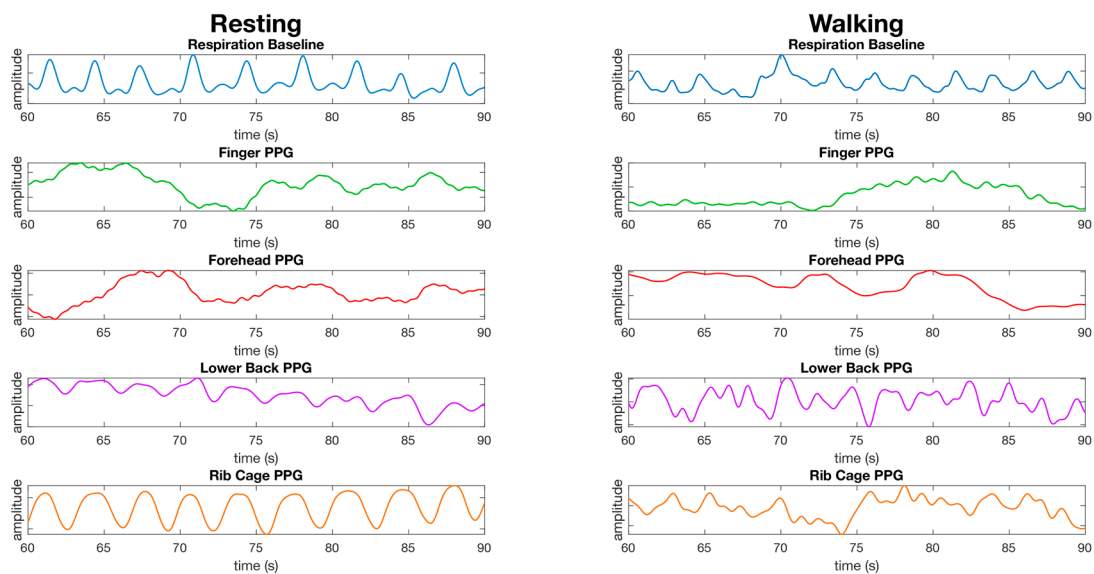 Resting
Respiration Baseline
amplitude
60 65 70 75 80 85 90
time (s)
Finger PPG
amplitude
60 65 70 75 80 85 90
time (s)
Forehead PPG
amplitude
60 65 70 75 80 85 90
time (s)
Lower Back PPG
amplitude
60 65 70 75 80 85 90
time (s)
Rib Cage PPG
amplitude
60 65 70 75 80 85 90
time (s)
Walking
Respiration Baseline
amplitude
60 65 70 75 80 85 90
time (s)
Finger PPG
amplitude
60 65 70 75 80 85 90
time (s)
Forehead PPG
amplitude
60 65 70 75 80 85 90
time (s)
Lower Back PPG
amplitude
60 65 70 75 80 85 90
time (s)
Rib Cage PPG
amplitude
60 65 70 75 80 85 90
time (s)